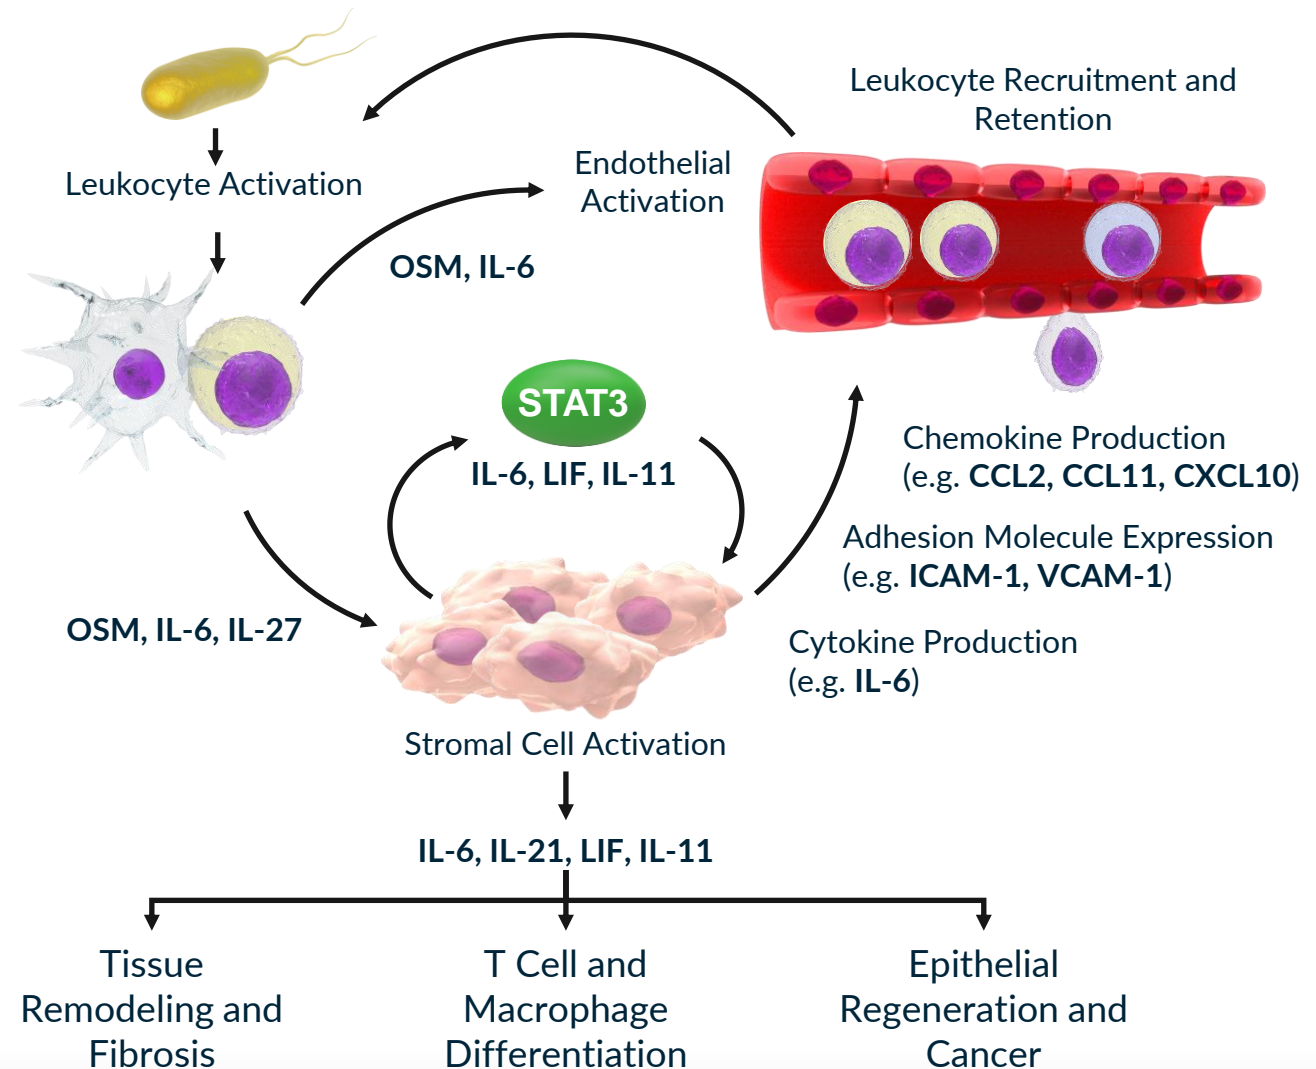 Leukocyte Recruitment and
Retention
Leukocyte Activation
Endothelial
Activation
OSM, IL-6
STAT3
IL-6, LIF, IL-11
Chemokine Production
(e.g. CCL2, CCL11, CXCL10)
Adhesion Molecule Expression
(e.g. ICAM-1, VCAM-1)
OSM, IL-6, IL-27
Cytokine Production
(e.g. IL-6)
Stromal Cell Activation
IL-6, IL-21, LIF, IL-11
Tissue
Remodeling and
Fibrosis
T Cell and
Macrophage
Differentiation
Epithelial
Regeneration and
Cancer